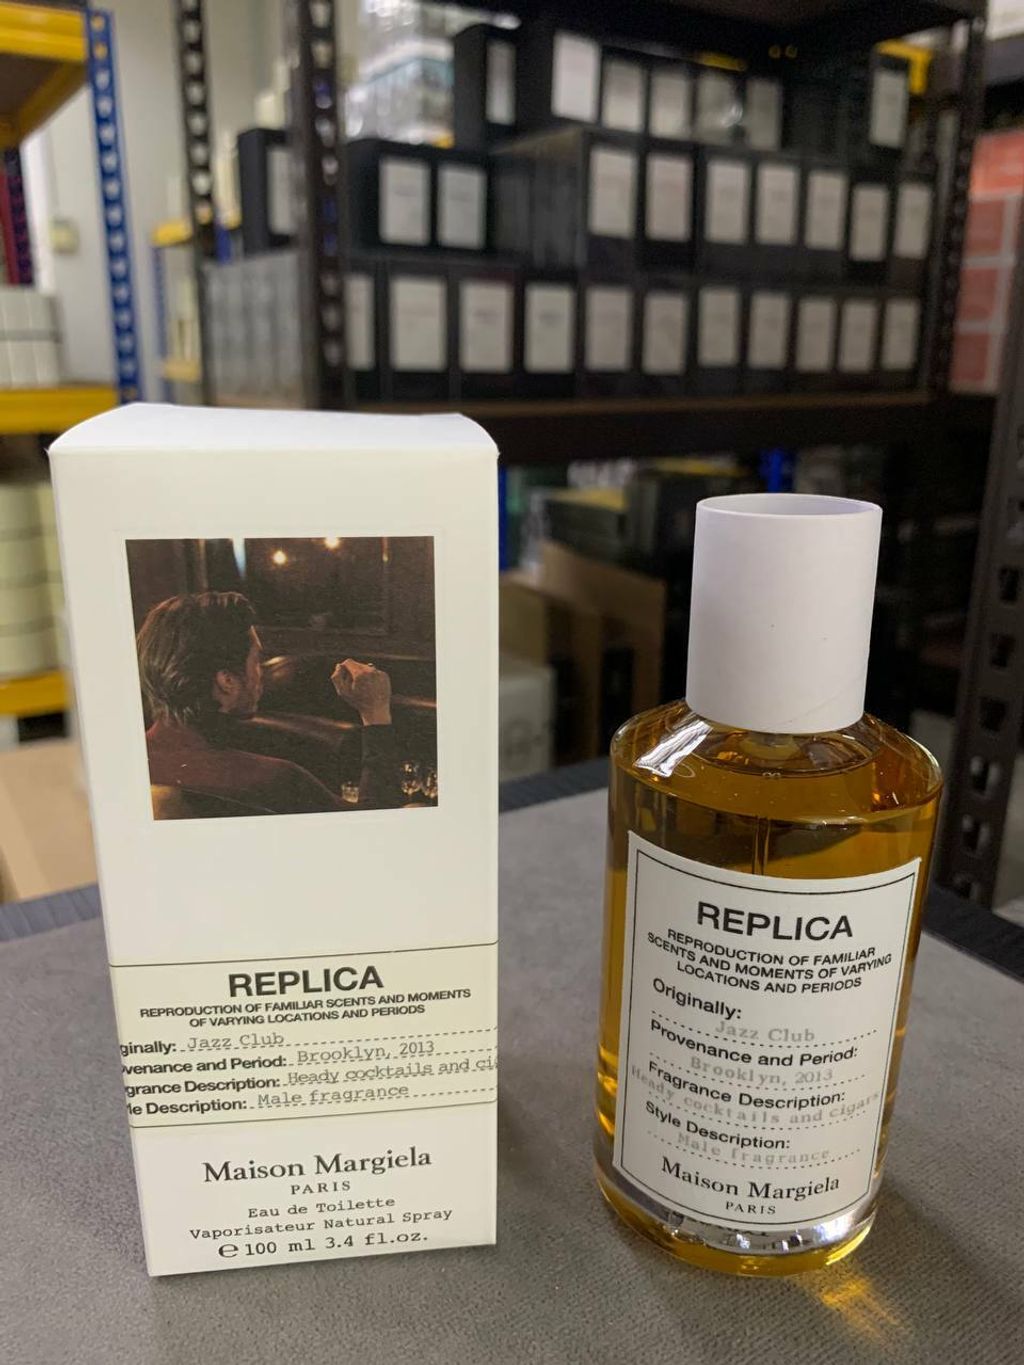 REPLICA
REPRODUCTION OF FAMILIAR SCENTS AND MOMENTS
OF VARYING LOCATIONS AND PERIODS
ginally: Jazz Club
venance and Period: Brooklyn, 2013
grance Description: Heady cocktails and ci
le Description: Male fragrance
Maison Margiela
PARIS
Eau de Toilette
Vaporisateur Natural Spray
℮ 100 ml 3.4 fl.oz.
REPLICA
REPRODUCTION OF FAMILIAR
SCENTS AND MOMENTS OF VARYING
LOCATIONS AND PERIODS
Originally:
Jazz Club
Provenance and Period:
Brooklyn, 2013
Fragrance Description:
Heady cocktails and cigars
Style Description:
Male fragrance
Maison Margiela
PARIS